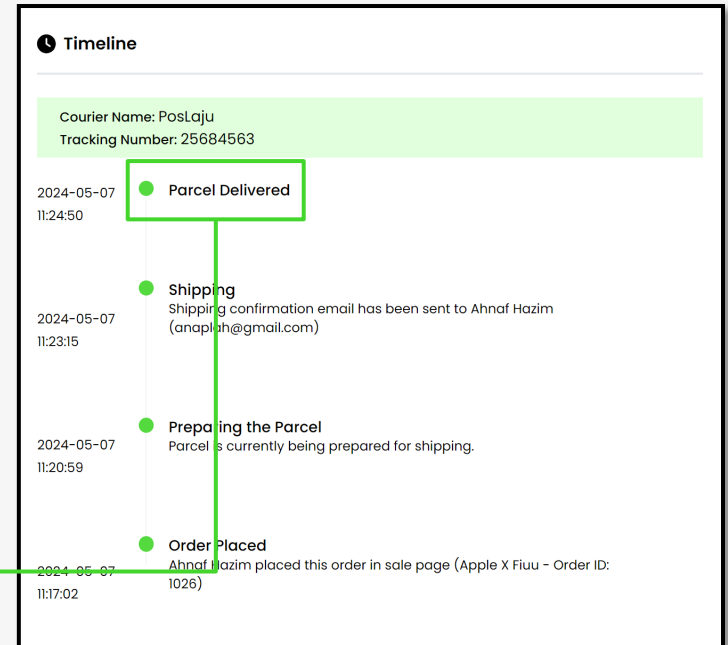 Timeline
Courier Name: PosLaju
Tracking Number: 25684563
2024-05-07
11:24:50
Parcel Delivered
2024-05-07
11:23:15
Shipping
Shipping confirmation email has been sent to Ahnaf Hazim
(anaplah@gmail.com)
2024-05-07
11:20:59
Preparing the Parcel
Parcel is currently being prepared for shipping.
2024-05-07
11:17:02
Order Placed
Ahnaf Hazim placed this order in sale page (Apple X Fiuu - Order ID:
1026)